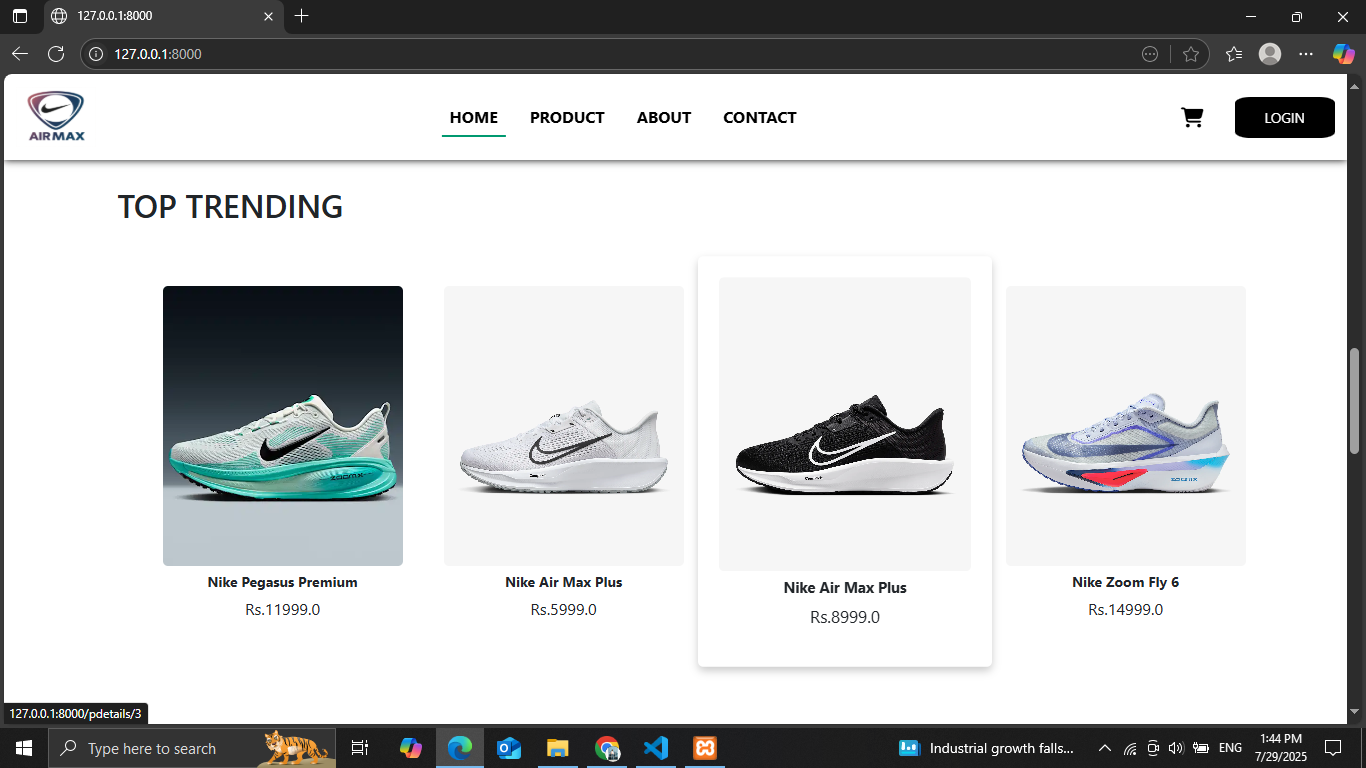 127.0.0.1:8000
127.0.0.1:8000
AIRMAX
HOME PRODUCT ABOUT CONTACT
LOGIN
TOP TRENDING
ZOOMX
Nike Pegasus Premium
Rs.11999.0
Nike Air Max Plus
Rs.5999.0
Nike Air Max Plus
Rs.8999.0
Nike Zoom Fly 6
Rs.14999.0
127.0.0.1:8000/pdetails/3
Type here to search
Industrial growth falls...
ENG
1:44 PM
7/29/2025